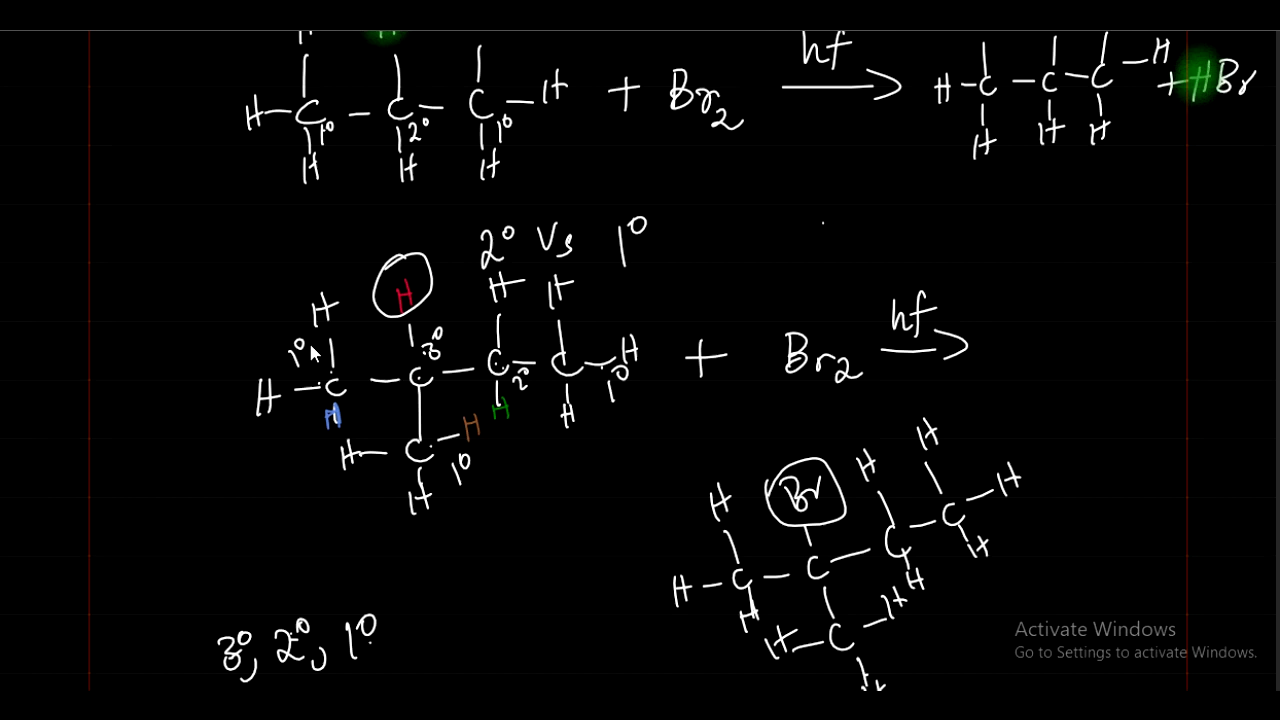 H H hf
H-C-C-C-H + Br2 → H-C-C-C-H + HBr
1° 2° 1°
H H H H H H
2° Vs 1°
H H H H
1° 3° hf
H-C-C-C-C-H + Br2 →
2° 1°
H H H
H-C-H
1°
H
H Br H H
H-C-C-C-C-H
H H H
H-C-H
H
3°, 2°, 1°
Activate Windows
Go to Settings to activate Windows.